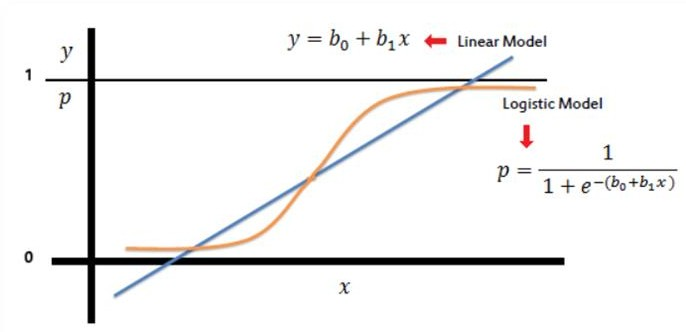 y
y = b₀ + b₁x
Linear Model
1
p
Logistic Model
p = 1 / (1 + e^−(b₀+b₁x))
0
x